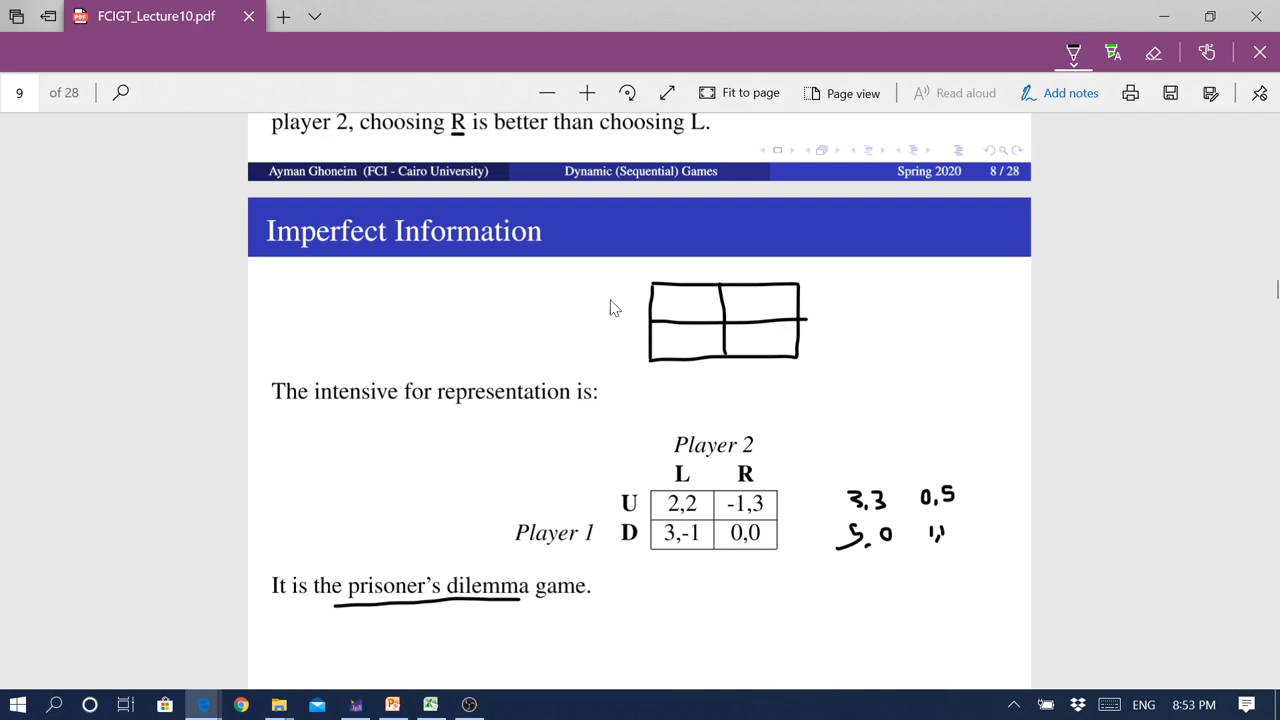 FCIGT_Lecture10.pdf
9 of 28 Fit to page Page view Read aloud Add notes
player 2, choosing R is better than choosing L.
Ayman Ghoneim (FCI - Cairo University) Dynamic (Sequential) Games Spring 2020 8 / 28
Imperfect Information
The intensive for representation is:
Player 2
L R
U 2,2 -1,3 3,3 0,5
Player 1 D 3,-1 0,0 5,0 1,1
It is the prisoner's dilemma game.
ENG 8:53 PM